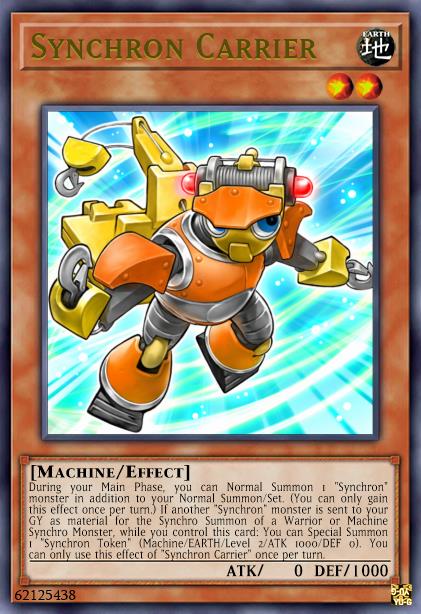 SYNCHRON CARRIER
EARTH
地
[MACHINE/EFFECT]
During your Main Phase, you can Normal Summon 1 "Synchron"
monster in addition to your Normal Summon/Set. (You can only gain
this effect once per turn.) If another "Synchron" monster is sent to your
GY as material for the Synchro Summon of a Warrior or Machine
Synchro Monster, while you control this card: You can Special Summon
1 "Synchron Token" (Machine/EARTH/Level 2/ATK 1000/DEF 0). You
can only use this effect of "Synchron Carrier" once per turn.
ATK/ 0 DEF/1000
62125438